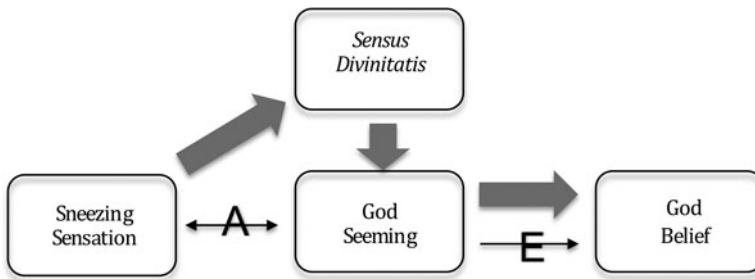 Sensus
Divinitatis
Sneezing
Sensation
A
God
Seeming
E
God
Belief